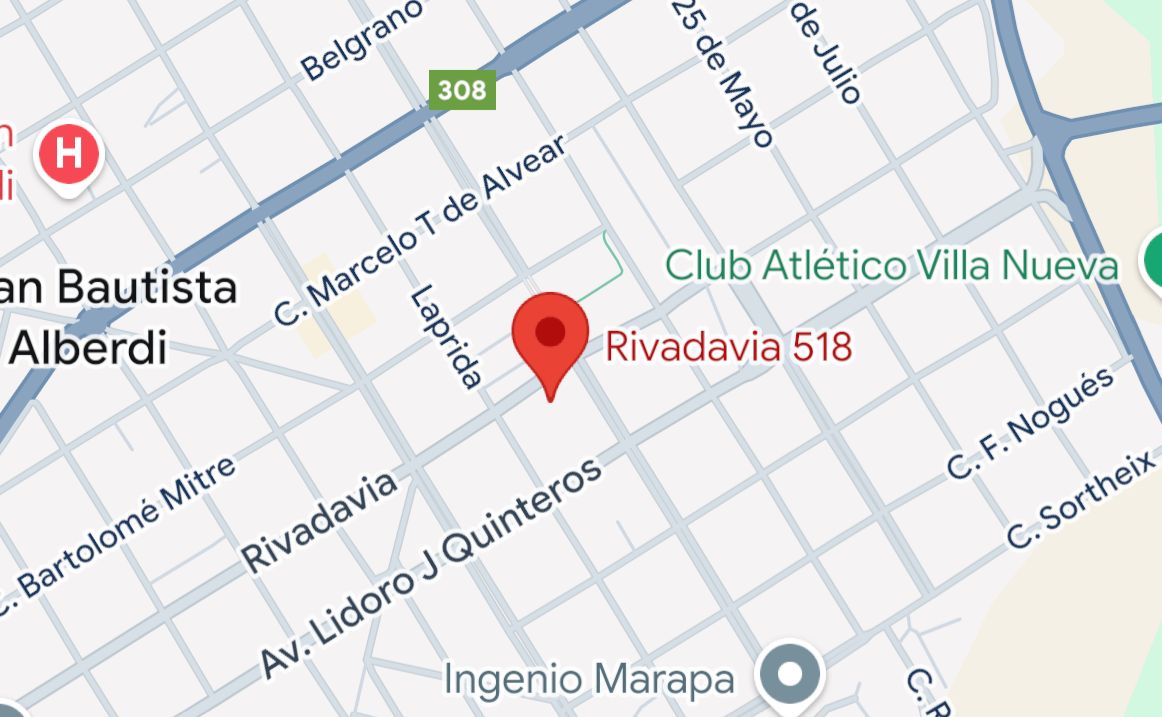 Belgrano
25 de Mayo
de Julio
308
H
C. Marcelo T de Alvear
Club Atlético Villa Nueva
an Bautista
Alberdi
Laprida
Rivadavia 518
C. F. Nogués
C. Bartolomé Mitre
Rivadavia
Av. Lidoro J Quinteros
C. Sortheix
Ingenio Marapa